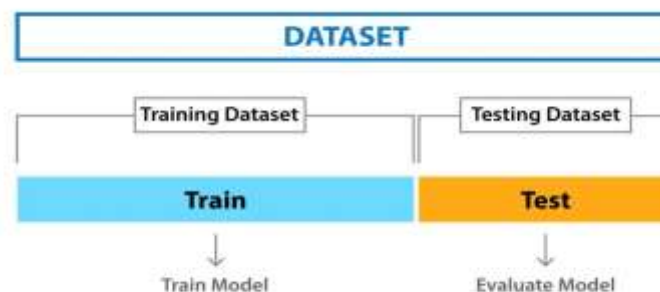 DATASET
Training Dataset
Testing Dataset
Train
Test
Train Model
Evaluate Model